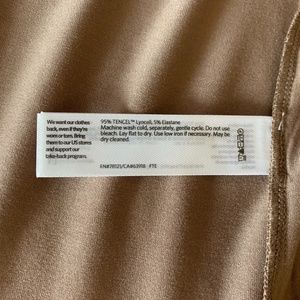 We want our clothes
back, even if they're
worn or torn. Bring
them to our US stores
and support our
take-back program.
95% TENCEL™ Lyocell, 5% Elastane
Machine wash cold, separately, gentle cycle. Do not use
bleach. Lay flat to dry. Use low iron if necessary. May be
dry cleaned.